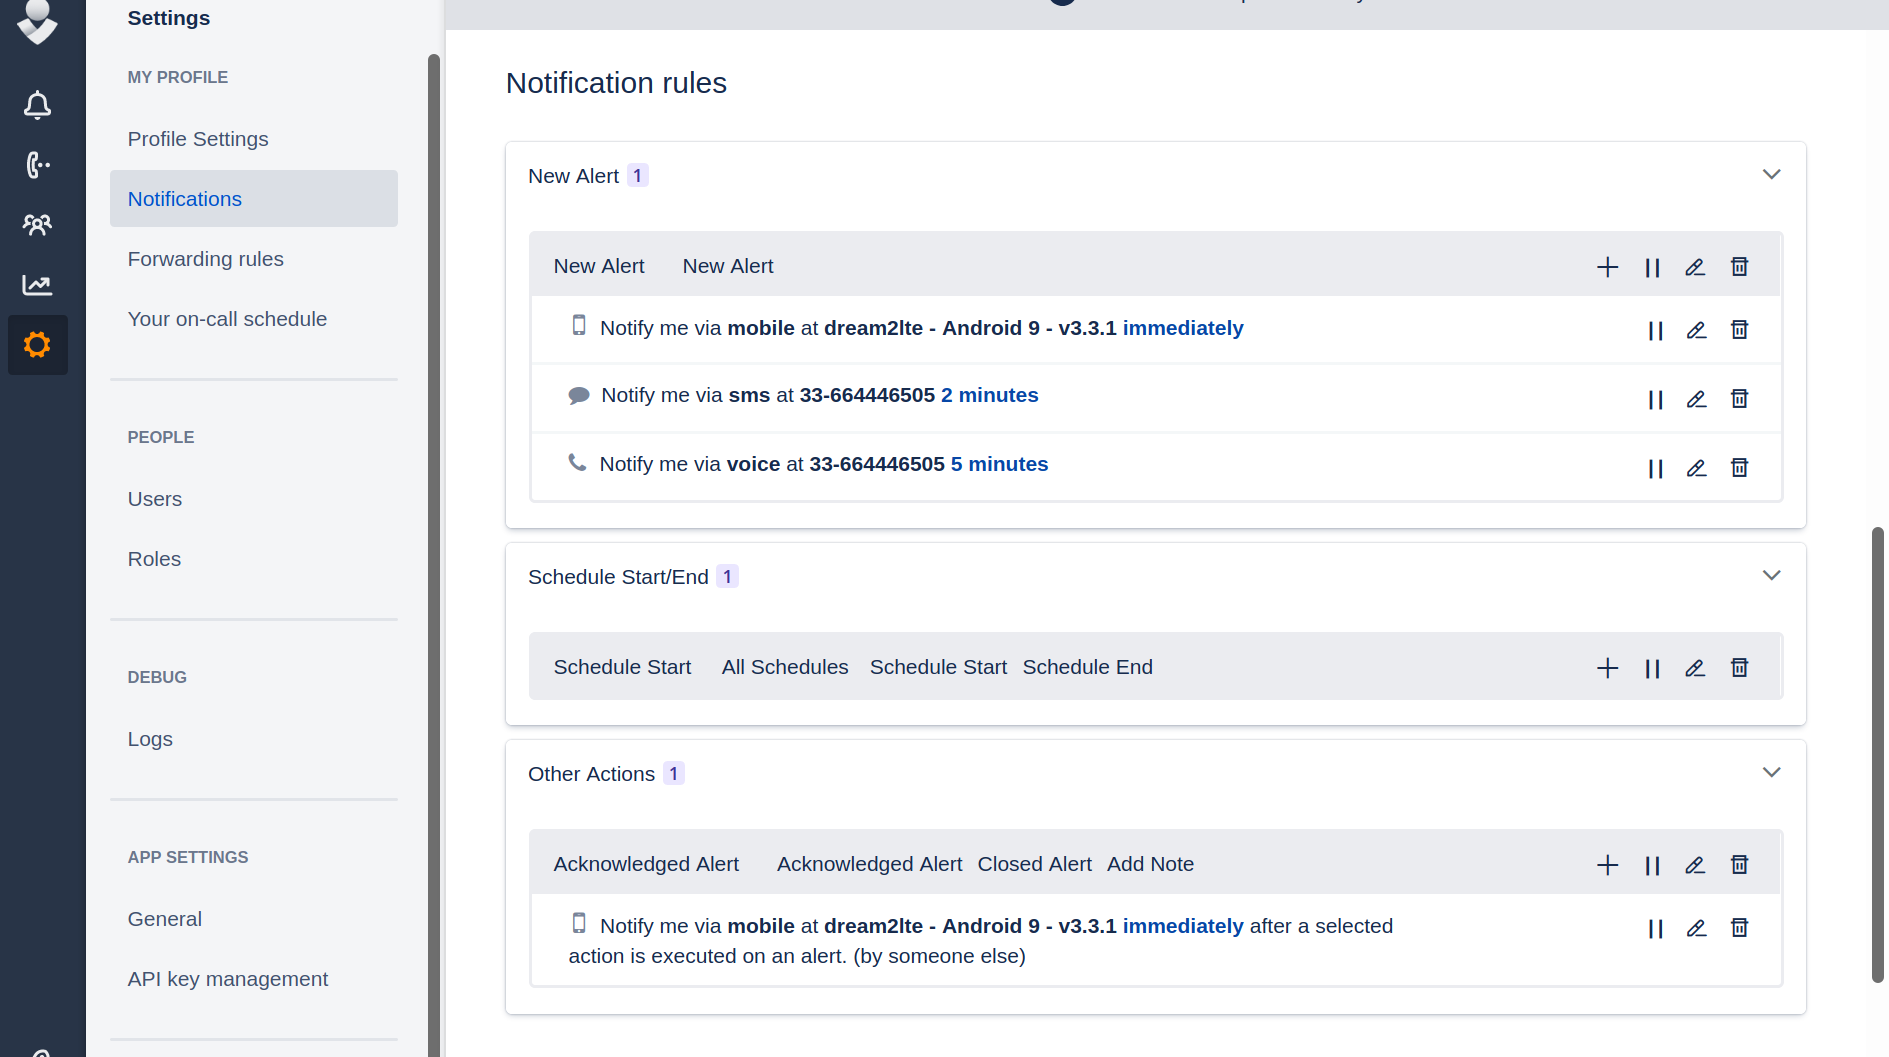 Settings
MY PROFILE
Profile Settings
Notifications
Forwarding rules
Your on-call schedule
PEOPLE
Users
Roles
DEBUG
Logs
APP SETTINGS
General
API key management
Notification rules
New Alert 1
New Alert New Alert
Notify me via mobile at dream2lte - Android 9 - v3.3.1 immediately
Notify me via sms at 33-664446505 2 minutes
Notify me via voice at 33-664446505 5 minutes
Schedule Start/End 1
Schedule Start All Schedules Schedule Start Schedule End
Other Actions 1
Acknowledged Alert Acknowledged Alert Closed Alert Add Note
Notify me via mobile at dream2lte - Android 9 - v3.3.1 immediately after a selected
action is executed on an alert. (by someone else)